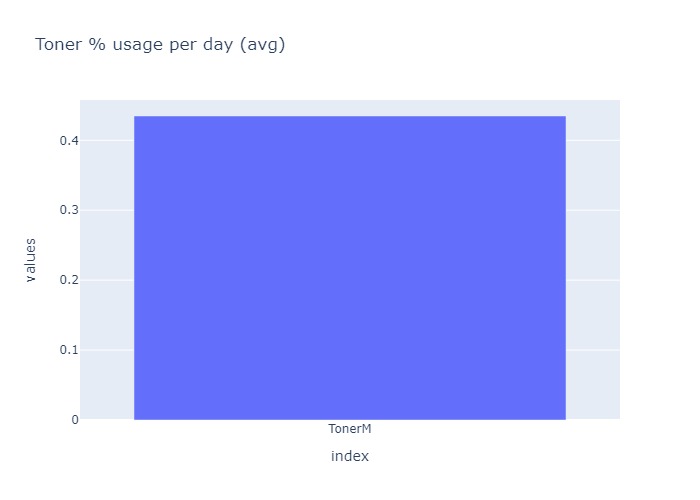 Toner % usage per day (avg)
values
0.4
0.3
0.2
0.1
0
TonerM
index